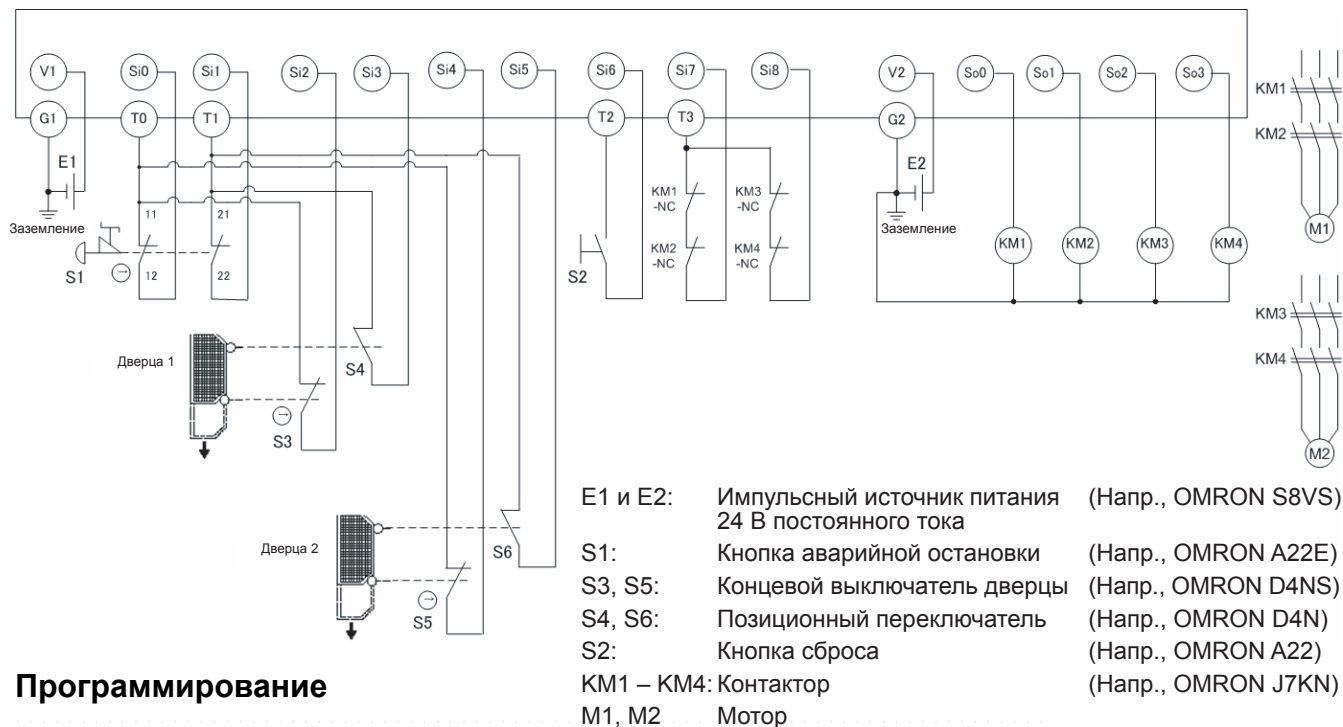 V1 Si0 Si1 Si2 Si3 Si4 Si5 Si6 Si7 Si8 V2 So0 So1 So2 So3
G1 T0 T1 T2 T3 G2
KM1
KM2
M1
E1
E2
Заземление
Заземление
11 21
12 22
S1
S2
KM1
-NC
KM3
-NC
KM2
-NC
KM4
-NC
KM1 KM2 KM3 KM4
KM3
KM4
M2
Дверца 1
S4
S3
Дверца 2
S6
S5
E1 и E2: Импульсный источник питания (Напр., OMRON S8VS)
24 В постоянного тока
S1: Кнопка аварийной остановки (Напр., OMRON A22E)
S3, S5: Концевой выключатель дверцы (Напр., OMRON D4NS)
S4, S6: Позиционный переключатель (Напр., OMRON D4N)
S2: Кнопка сброса (Напр., OMRON A22)
KM1 – KM4: Контактор (Напр., OMRON J7KN)
M1, M2 Мотор
Программирование